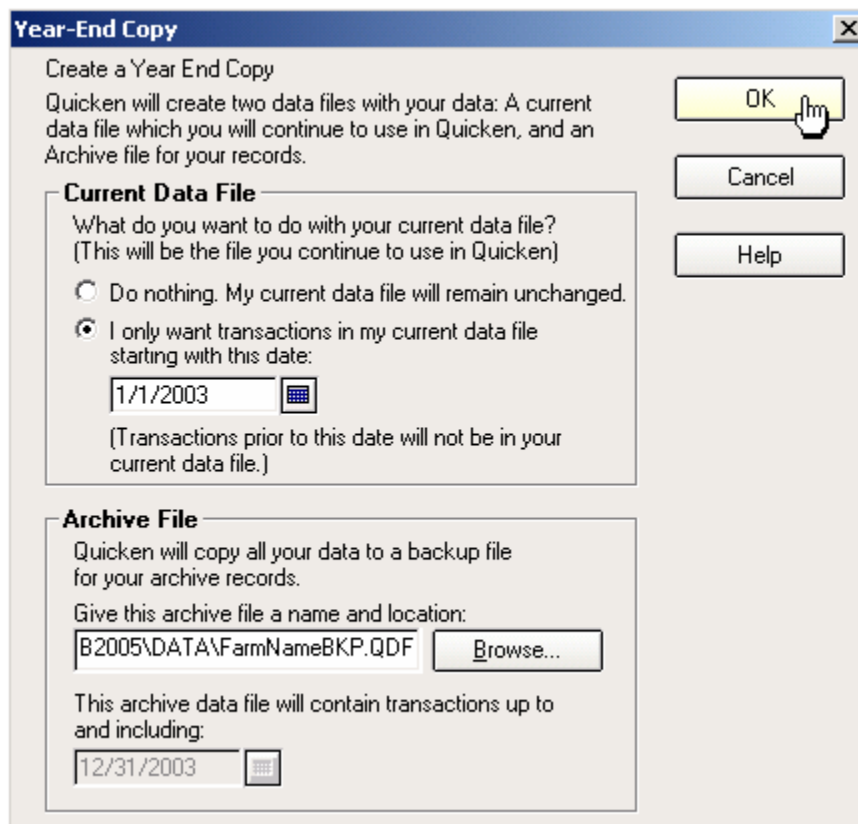 Year-End Copy
Create a Year End Copy
Quicken will create two data files with your data: A current
data file which you will continue to use in Quicken, and an
Archive file for your records.
OK
Cancel
Help
Current Data File
What do you want to do with your current data file?
(This will be the file you continue to use in Quicken)
Do nothing. My current data file will remain unchanged.
I only want transactions in my current data file
starting with this date:
1/1/2003
(Transactions prior to this date will not be in your
current data file.)
Archive File
Quicken will copy all your data to a backup file
for your archive records.
Give this archive file a name and location:
B2005\DATA\FarmNameBKP.QDF
Browse...
This archive data file will contain transactions up to
and including:
12/31/2003